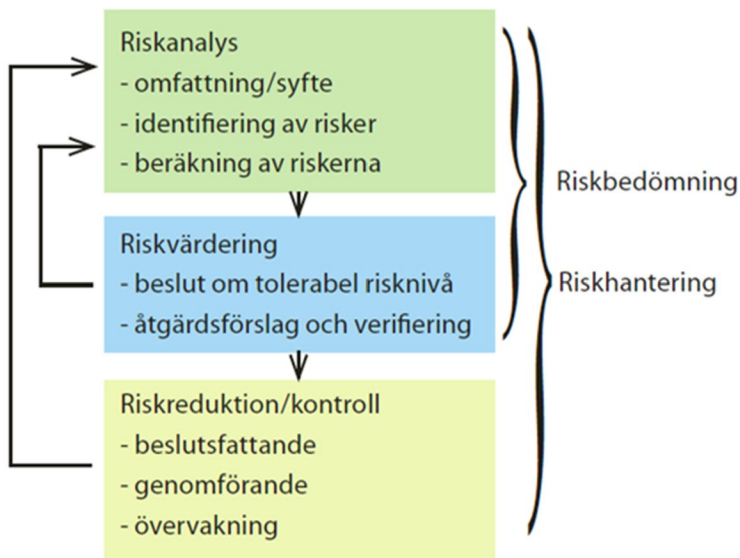 Riskanalys
- omfattning/syfte
- identifiering av risker
- beräkning av riskerna
Riskvärdering
- beslut om tolerabel risknivå
- åtgärdsförslag och verifiering
Riskreduktion/kontroll
- beslutsfattande
- genomförande
- övervakning
Riskbedömning
Riskhantering